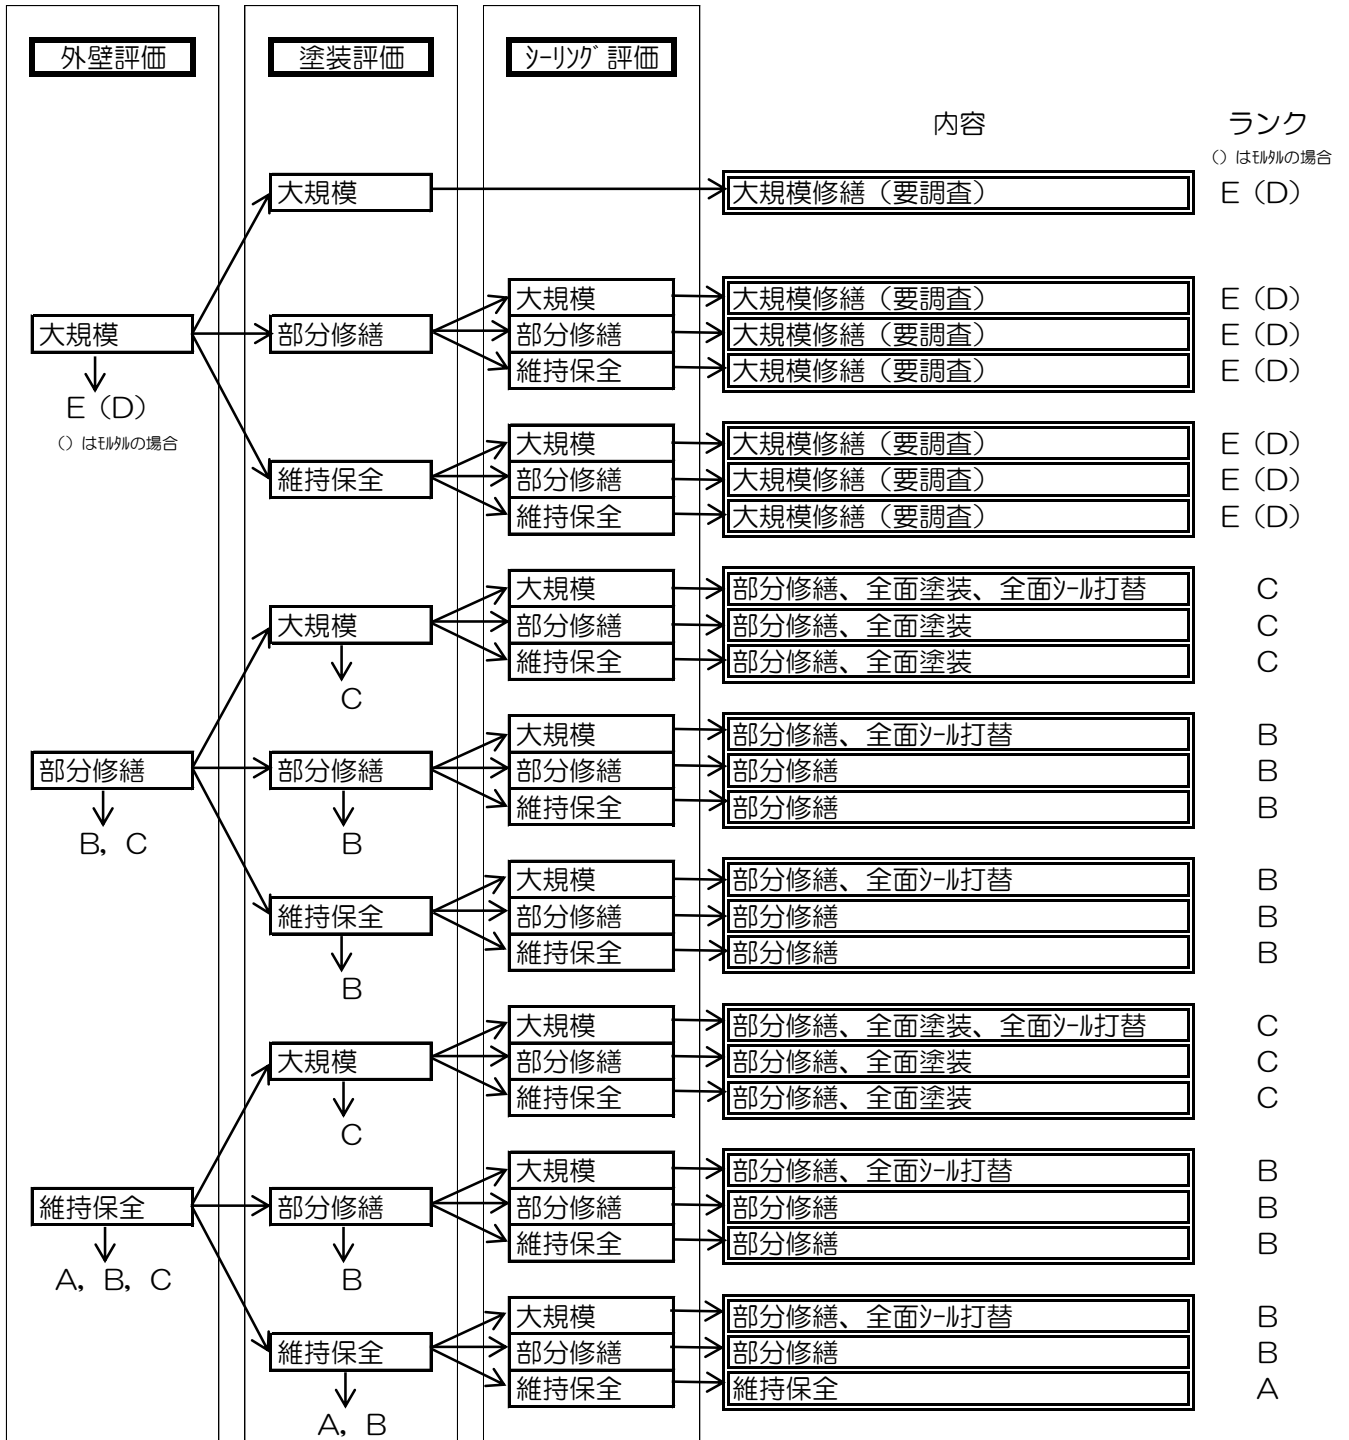 外壁評価 塗装評価 ｼｰﾘﾝｸﾞ評価
内容 ランク
（）はﾓﾙﾀﾙの場合
大規模 大規模修繕（要調査） E（D）
大規模 大規模修繕（要調査） E（D）
大規模 部分修繕 部分修繕 大規模修繕（要調査） E（D）
維持保全 大規模修繕（要調査） E（D）
E（D）
（）はﾓﾙﾀﾙの場合
大規模 大規模修繕（要調査） E（D）
維持保全 部分修繕 大規模修繕（要調査） E（D）
維持保全 大規模修繕（要調査） E（D）
大規模 部分修繕、全面塗装、全面ｼｰﾙ打替 C
大規模 部分修繕 部分修繕、全面塗装 C
維持保全 部分修繕、全面塗装 C
C
大規模 部分修繕、全面ｼｰﾙ打替 B
部分修繕 部分修繕 部分修繕 部分修繕 B
維持保全 部分修繕 B
B, C B
大規模 部分修繕、全面ｼｰﾙ打替 B
維持保全 部分修繕 部分修繕 B
維持保全 部分修繕 B
B
大規模 部分修繕、全面塗装、全面ｼｰﾙ打替 C
大規模 部分修繕 部分修繕、全面塗装 C
維持保全 部分修繕、全面塗装 C
C
大規模 部分修繕、全面ｼｰﾙ打替 B
維持保全 部分修繕 部分修繕 部分修繕 B
維持保全 部分修繕 B
A, B, C B
大規模 部分修繕、全面ｼｰﾙ打替 B
維持保全 部分修繕 部分修繕 B
維持保全 維持保全 A
A, B